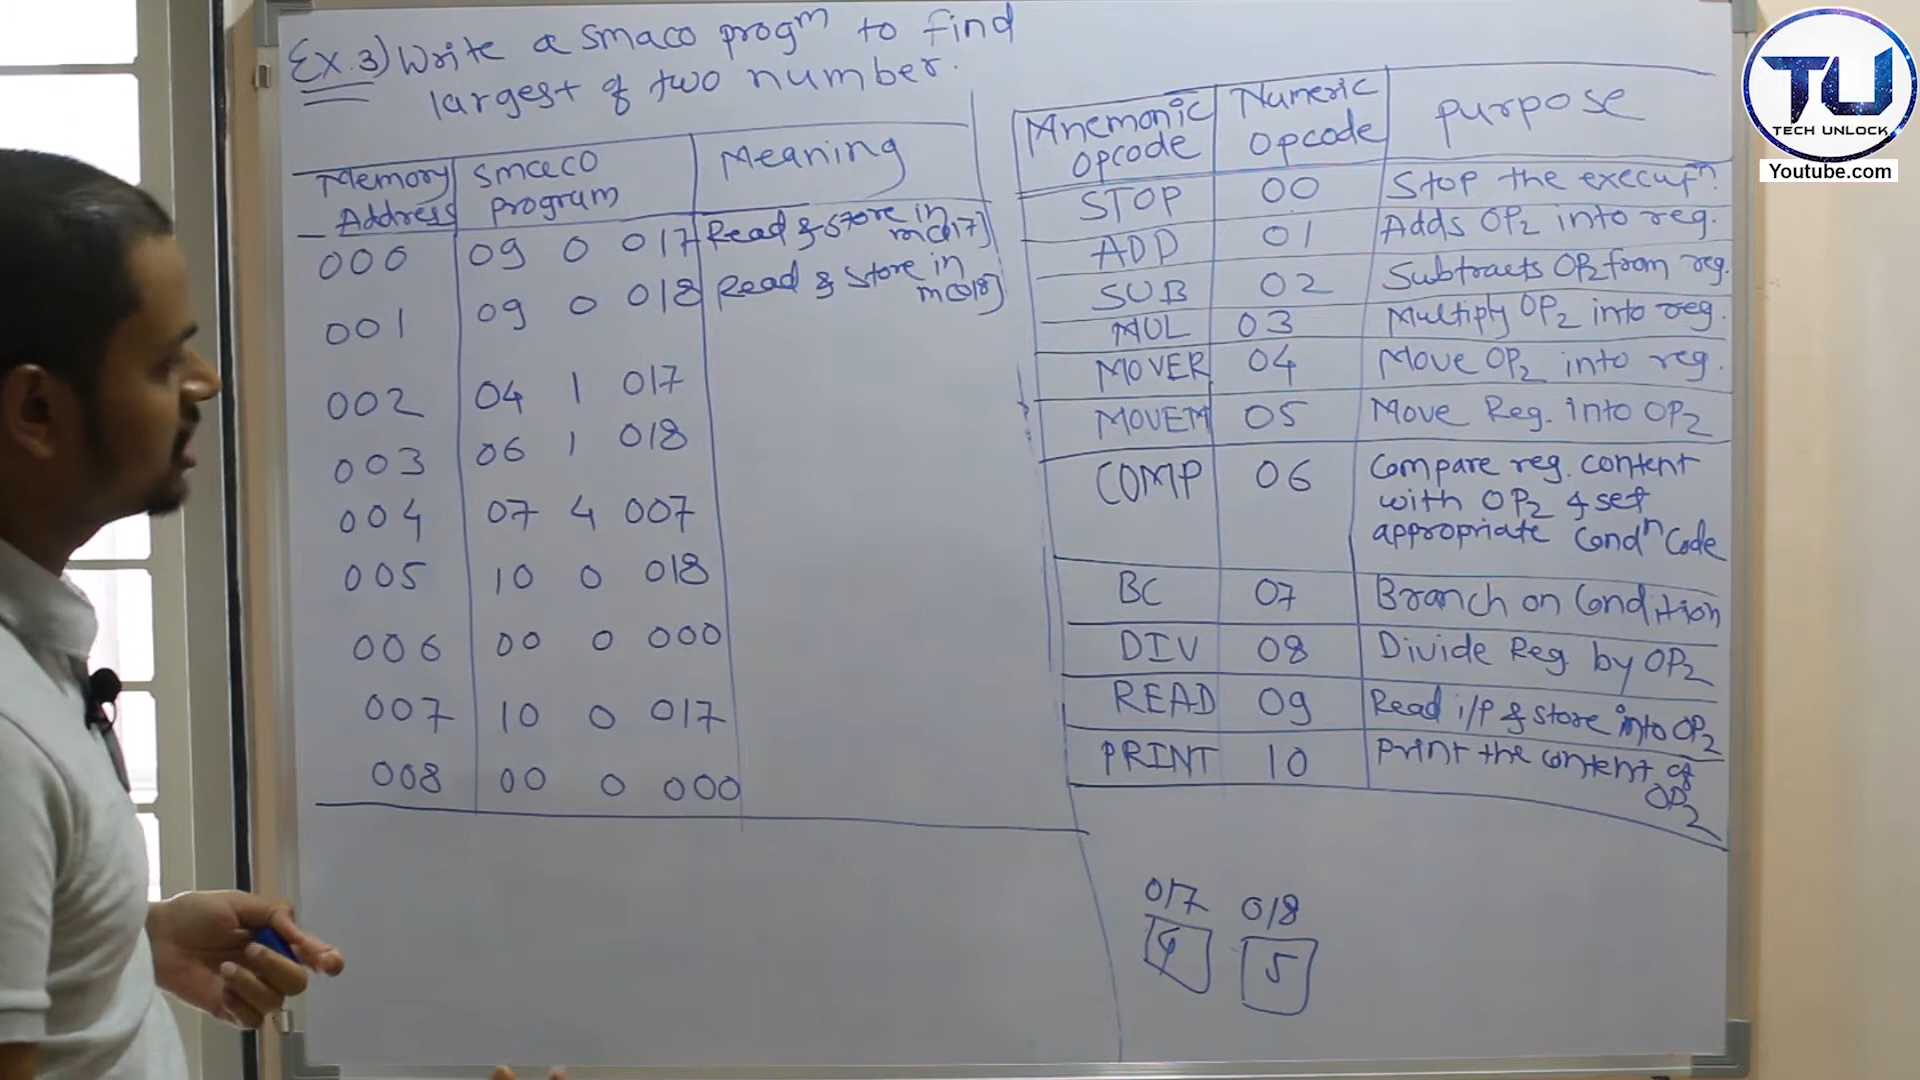 Ex. 3) Write a smaco progm to find
largest of two number.
Memory Address
smaco program
Meaning
000 09 0 017 Read & store in m[017]
001 09 0 018 Read & store in m[018]
002 04 1 017
003 06 1 018
004 07 4 007
005 10 0 018
006 00 0 000
007 10 0 017
008 00 0 000
Mnemonic opcode
Numeric Opcode
purpose
STOP 00 Stop the execution.
ADD 01 Adds OP2 into reg.
SUB 02 Subtracts OP2 from reg.
MUL 03 Multiply OP2 into reg.
MOVER 04 Move OP2 into reg.
MOVEM 05 Move Reg. into OP2
COMP 06 Compare reg. content
with OP2 & set
appropriate Condn Code
BC 07 Branch on Condition
DIV 08 Divide Reg by OP2
READ 09 Read i/p & store into OP2
PRINT 10 Print the content of
OP2
017 018
5
TU
TECH UNLOCK
Youtube.com